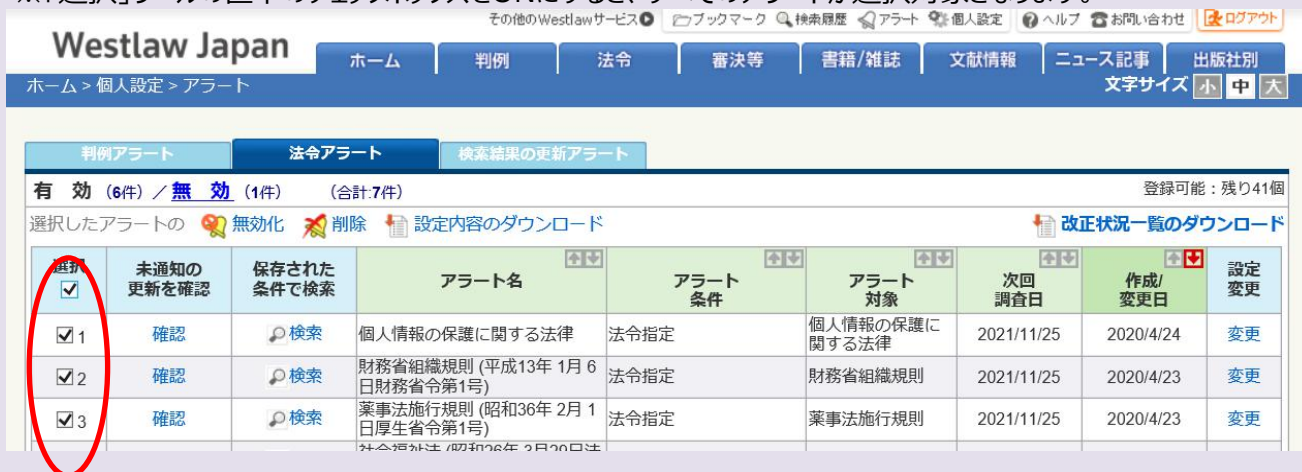 その他のWestlawサービス ブックマーク 検索履歴 アラート 個人設定 ヘルプ お問い合わせ ログアウト
Westlaw Japan
ホーム 判例 法令 審決等 書籍/雑誌 文献情報 ニュース記事 出版社別
ホーム > 個人設定 > アラート
文字サイズ 小 中 大
判例アラート 法令アラート 検索結果の更新アラート
有 効 (6件) / 無 効 (1件) (合計:7件)
登録可能:残り41個
選択したアラートの 無効化 削除 設定内容のダウンロード
改正状況一覧のダウンロード
選択
未通知の
更新を確認
保存された
条件で検索
アラート名
アラート
条件
アラート
対象
次回
調査日
作成/
変更日
設定
変更
1 確認 検索 個人情報の保護に関する法律 法令指定 個人情報の保護に
関する法律 2021/11/25 2020/4/24 変更
2 確認 検索 財務省組織規則 (平成13年 1月 6
日財務省令第1号) 法令指定 財務省組織規則 2021/11/25 2020/4/23 変更
3 確認 検索 薬事法施行規則 (昭和36年 2月 1
日厚生省令第1号) 法令指定 薬事法施行規則 2021/11/25 2020/4/23 変更